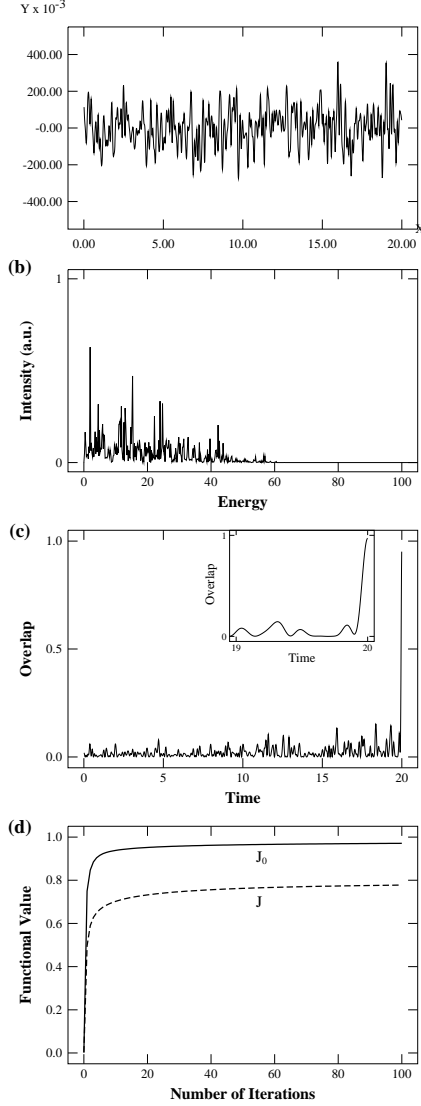 Y x 10-3
400.00
200.00
-0.00
-200.00
-400.00
0.00 5.00 10.00 15.00 20.00
(b)
1
Intensity (a.u.)
0
0 20 40 60 80 100
Energy
(c)
1.0
0.5
0.0
Overlap
1
Overlap
0
19 20
Time
0 5 10 15 20
Time
(d)
1.0
0.8
0.6
0.4
0.2
0.0
Functional Value
J0
J
0 20 40 60 80 100
Number of Iterations